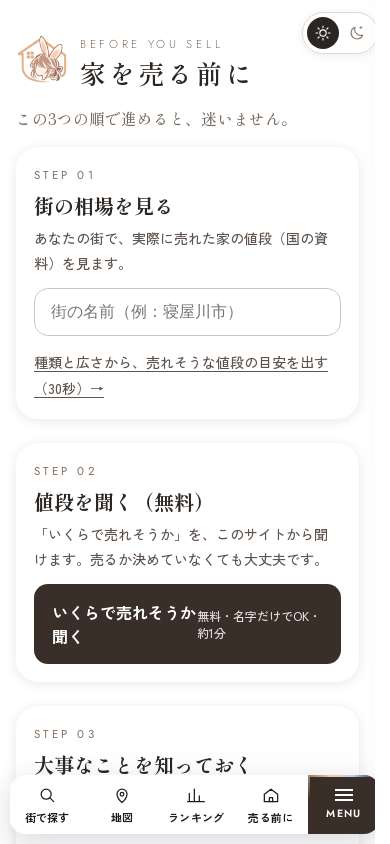 BEFORE YOU SELL
家を売る前に
この3つの順で進めると、迷いません。
STEP 01
街の相場を見る
あなたの街で、実際に売れた家の値段（国の資
料）を見ます。
街の名前（例：寝屋川市）
種類と広さから、売れそうな値段の目安を出す
（30秒）→
STEP 02
値段を聞く（無料）
「いくらで売れそうか」を、このサイトから聞
けます。売るか決めていなくても大丈夫です。
いくらで売れそうか
聞く
無料・名字だけでOK・
約1分
STEP 03
大事なことを知っておく
街で探す
地図
ランキング
売る前に
MENU